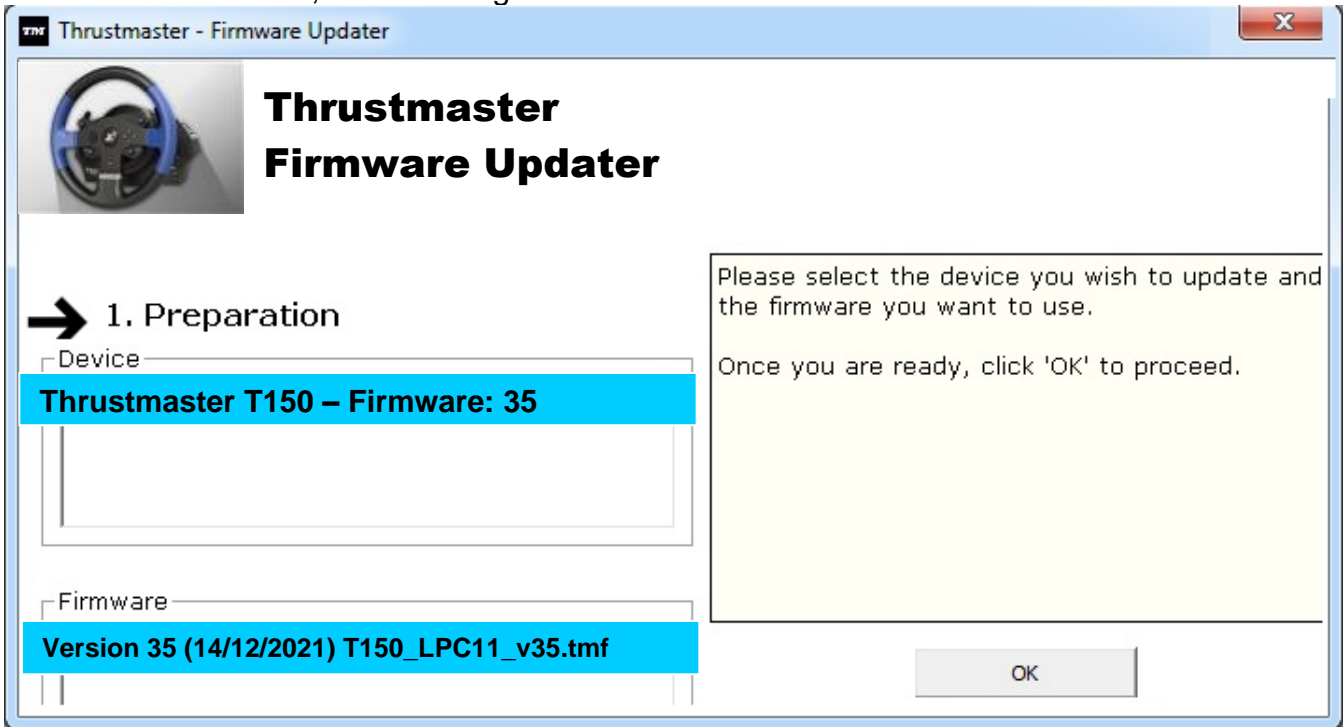 Thrustmaster - Firmware Updater
Thrustmaster
Firmware Updater
1. Preparation
Device
Thrustmaster T150 – Firmware: 35
Firmware
Version 35 (14/12/2021) T150_LPC11_v35.tmf
Please select the device you wish to update and
the firmware you want to use.
Once you are ready, click 'OK' to proceed.
OK